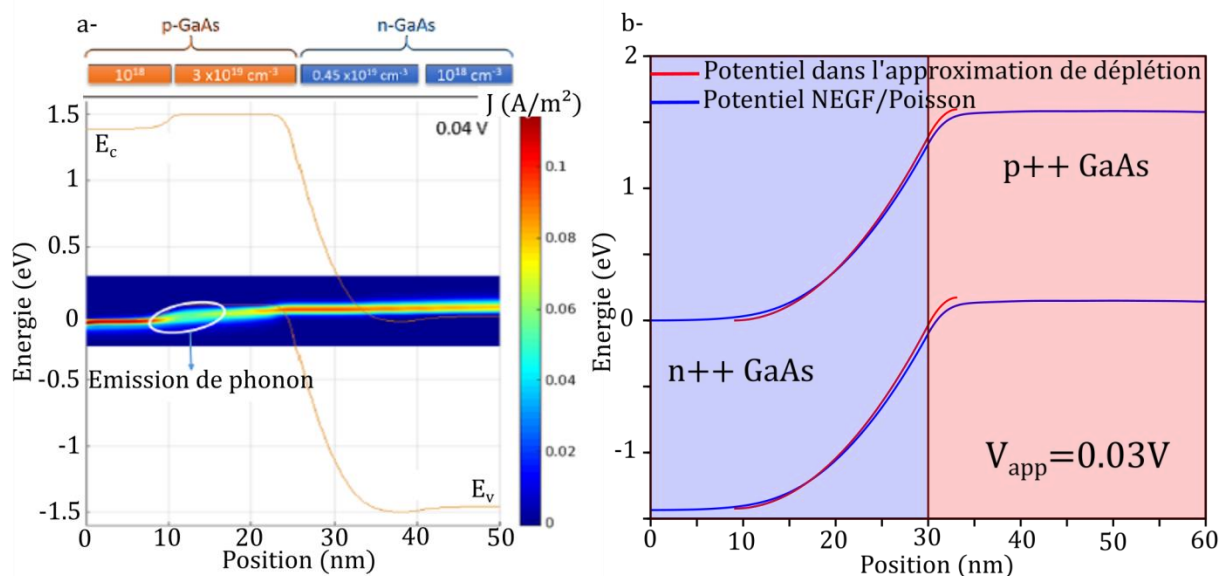 a-
p-GaAs
n-GaAs
10¹⁸
3 x10¹⁹ cm⁻³
0.45 x10¹⁹ cm⁻³
10¹⁸ cm⁻³
J (A/m²)
0.04 V
E_c
Emission de phonon
E_v
1.5
1
0.5
0
-0.5
-1
-1.5
Energie (eV)
0
10
20
30
40
50
Position (nm)
0.1
0.08
0.06
0.04
0.02
0
b-
Potentiel dans l'approximation de déplétion
Potentiel NEGF/Poisson
p++ GaAs
n++ GaAs
V_app=0.03V
2
1
0
-1
Energie (eV)
0
10
20
30
40
50
60
Position (nm)